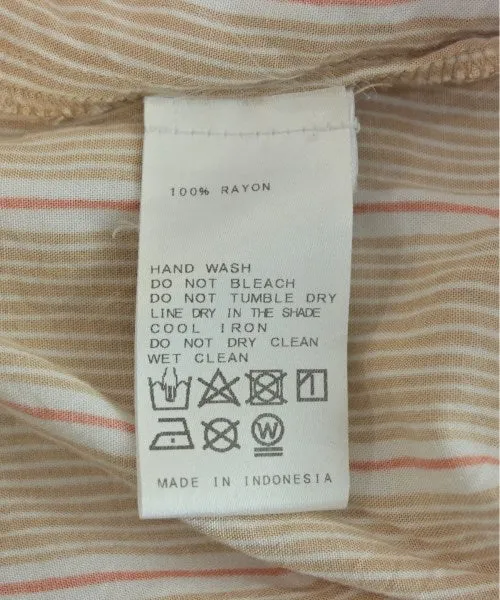 100% RAYON
HAND WASH
DO NOT BLEACH
DO NOT TUMBLE DRY
LINE DRY IN THE SHADE
COOL IRON
DO NOT DRY CLEAN
WET CLEAN
W
MADE IN INDONESIA